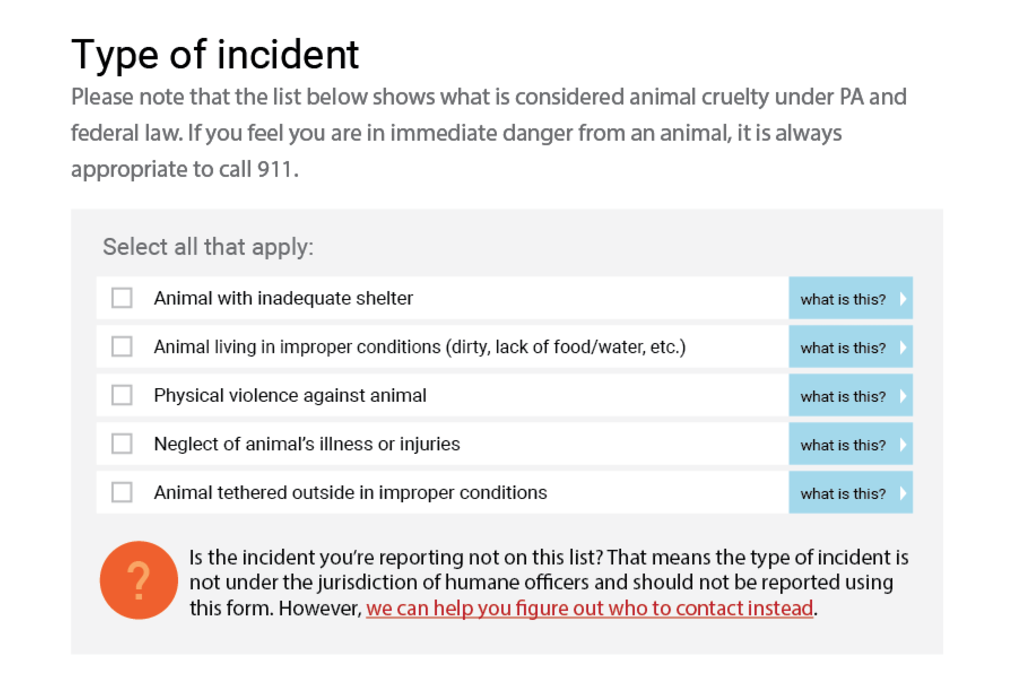 Type of incident
Please note that the list below shows what is considered animal cruelty under PA and
federal law. If you feel you are in immediate danger from an animal, it is always
appropriate to call 911.
Select all that apply:
Animal with inadequate shelter what is this?
Animal living in improper conditions (dirty, lack of food/water, etc.) what is this?
Physical violence against animal what is this?
Neglect of animal’s illness or injuries what is this?
Animal tethered outside in improper conditions what is this?
?
Is the incident you’re reporting not on this list? That means the type of incident is
not under the jurisdiction of humane officers and should not be reported using
this form. However, we can help you figure out who to contact instead.